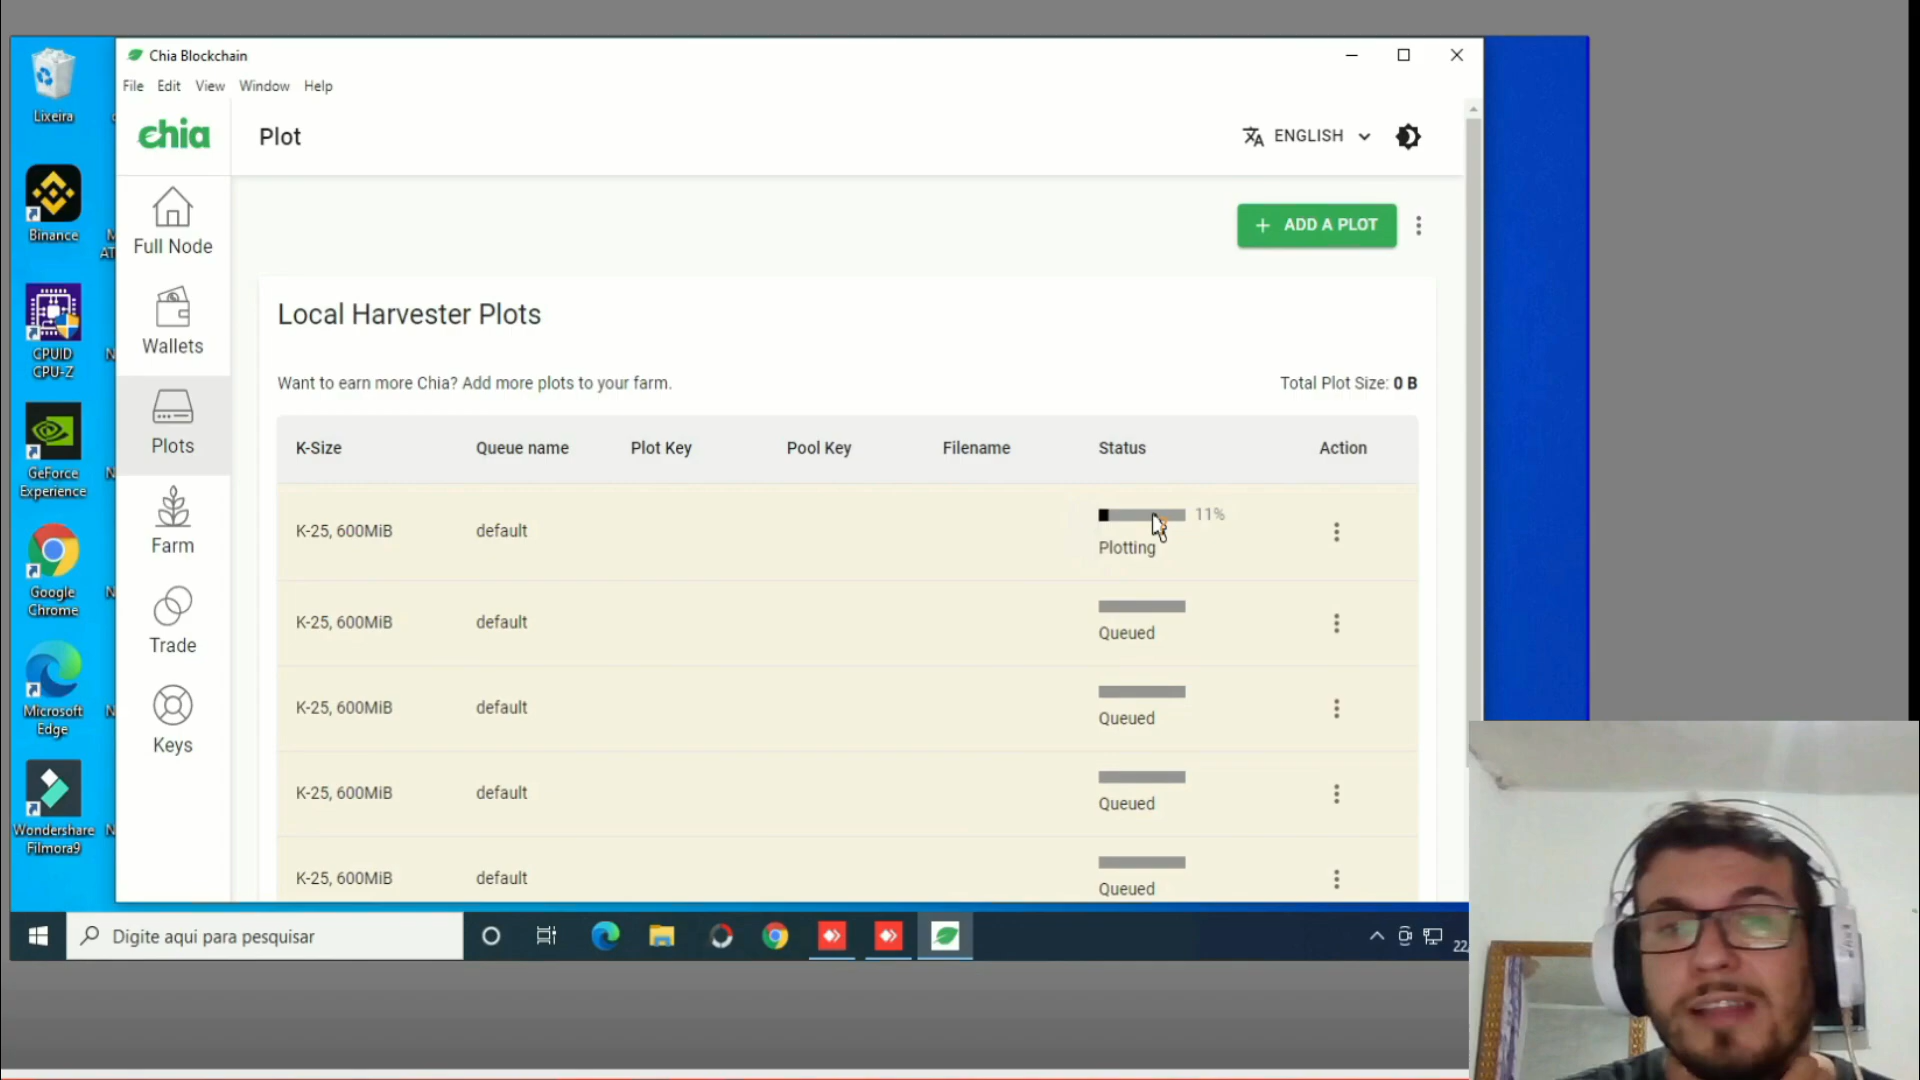 Chia Blockchain
File Edit View Window Help
chia
Plot
ENGLISH
Full Node
Wallets
Plots
Farm
Trade
Keys
+ ADD A PLOT
Local Harvester Plots
Want to earn more Chia? Add more plots to your farm.
Total Plot Size: 0 B
K-Size Queue name Plot Key Pool Key Filename Status Action
K-25, 600MiB default 11%
Plotting
K-25, 600MiB default Queued
K-25, 600MiB default Queued
K-25, 600MiB default Queued
K-25, 600MiB default Queued
Lixeira
Binance
CPUID
CPU-Z
GeForce
Experience
Google
Chrome
Microsoft
Edge
Wondershare
Filmora9
Digite aqui para pesquisar